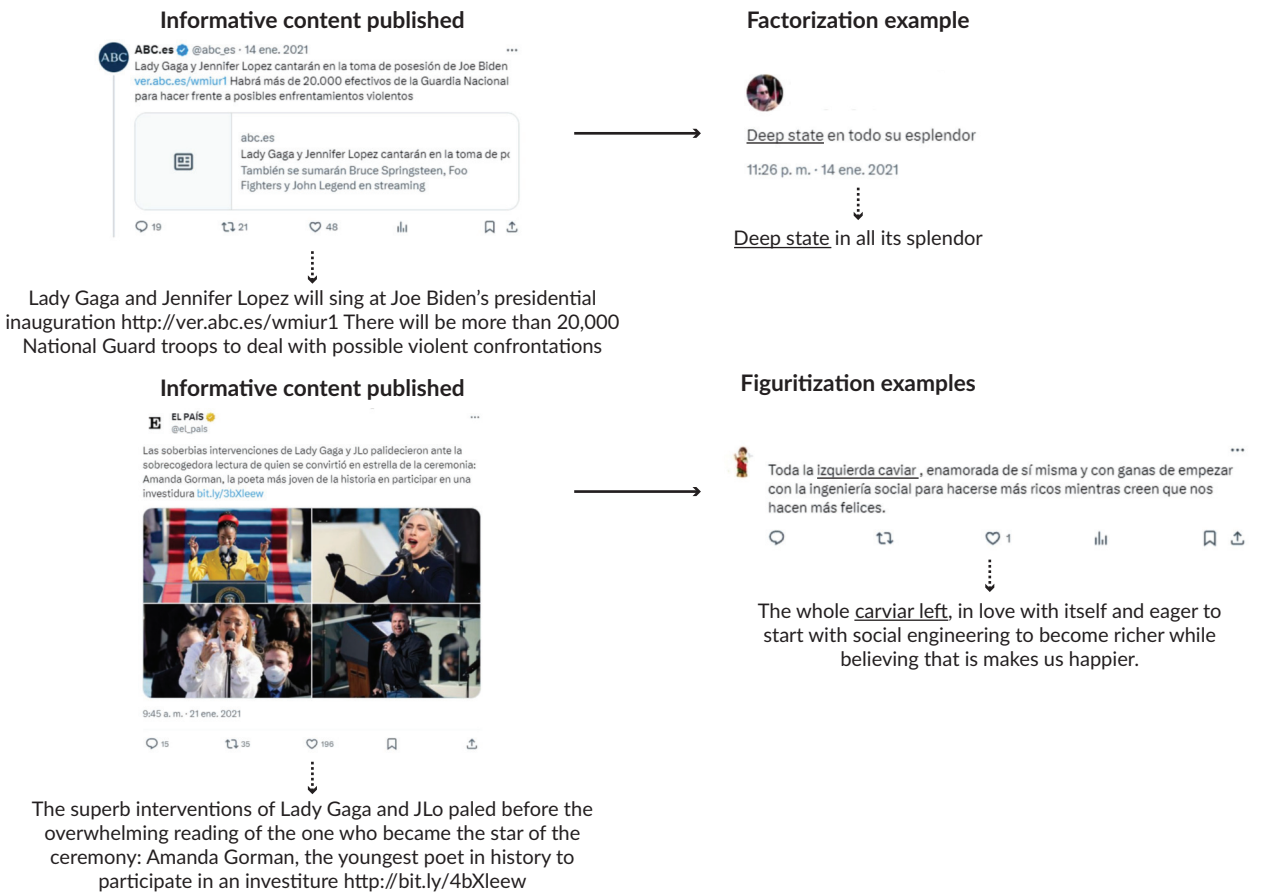 Informative content published
ABC
ABC.es @abc_es · 14 ene. 2021
Lady Gaga y Jennifer Lopez cantarán en la toma de posesión de Joe Biden
ver.abc.es/wmiur1 Habrá más de 20.000 efectivos de la Guardia Nacional
para hacer frente a posibles enfrentamientos violentos
abc.es
Lady Gaga y Jennifer Lopez cantarán en la toma de po
También se sumarán Bruce Springsteen, Foo
Fighters y John Legend en streaming
19 21 48
Lady Gaga and Jennifer Lopez will sing at Joe Biden’s presidential
inauguration http://ver.abc.es/wmiur1 There will be more than 20,000
National Guard troops to deal with possible violent confrontations
Factorization example
Deep state en todo su esplendor
11:26 p. m. · 14 ene. 2021
Deep state in all its splendor
Informative content published
E
EL PAÍS
@el_pais
Las soberbias intervenciones de Lady Gaga y JLo palidecieron ante la
sobrecogedora lectura de quien se convirtió en estrella de la ceremonia:
Amanda Gorman, la poeta más joven de la historia en participar en una
investidura bit.ly/3bXleew
9:45 a. m. · 21 ene. 2021
15 35 196
The superb interventions of Lady Gaga and JLo paled before the
overwhelming reading of the one who became the star of the
ceremony: Amanda Gorman, the youngest poet in history to
participate in an investiture http://bit.ly/4bXleew
Figuritization examples
Toda la izquierda caviar , enamorada de sí misma y con ganas de empezar
con la ingeniería social para hacerse más ricos mientras creen que nos
hacen más felices.
1
The whole carviar left, in love with itself and eager to
start with social engineering to become richer while
believing that is makes us happier.